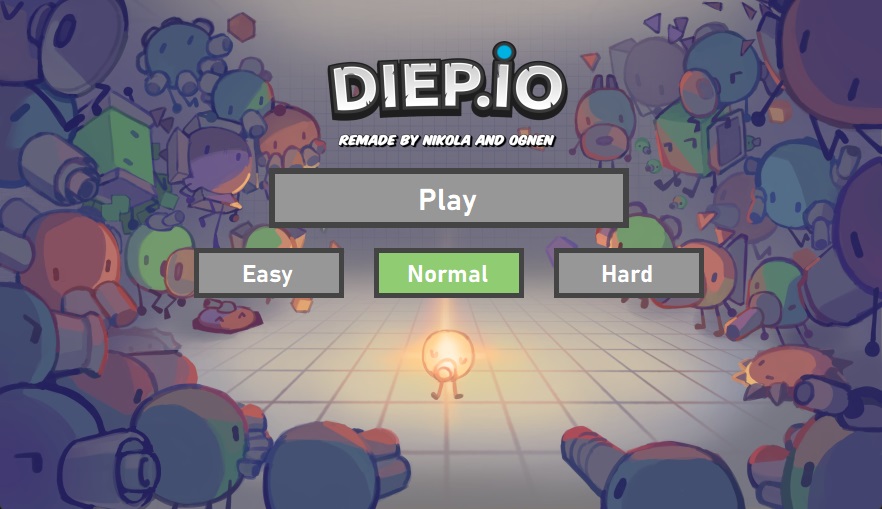 DIEP.IO
REMADE BY NIKOLA AND OGNEN
Play
Easy
Normal
Hard